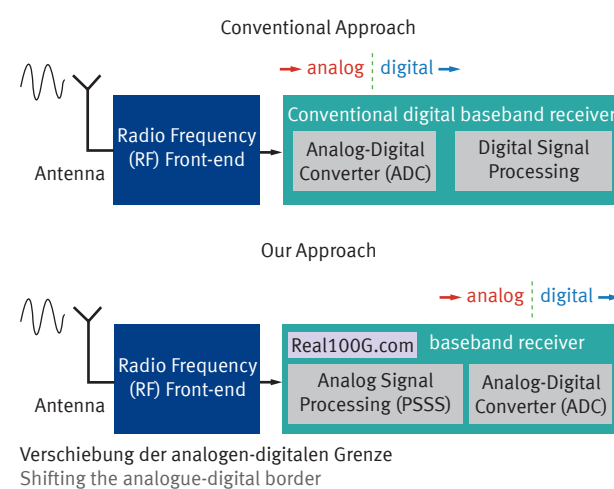 Conventional Approach
analog digital
Conventional digital baseband receiver
Radio Frequency
(RF) Front-end
Analog-Digital
Converter (ADC)
Digital Signal
Processing
Antenna
Our Approach
analog digital
Real100G.com baseband receiver
Radio Frequency
(RF) Front-end
Analog Signal
Processing (PSSS)
Analog-Digital
Converter (ADC)
Antenna
Verschiebung der analogen-digitalen Grenze
Shifting the analogue-digital border